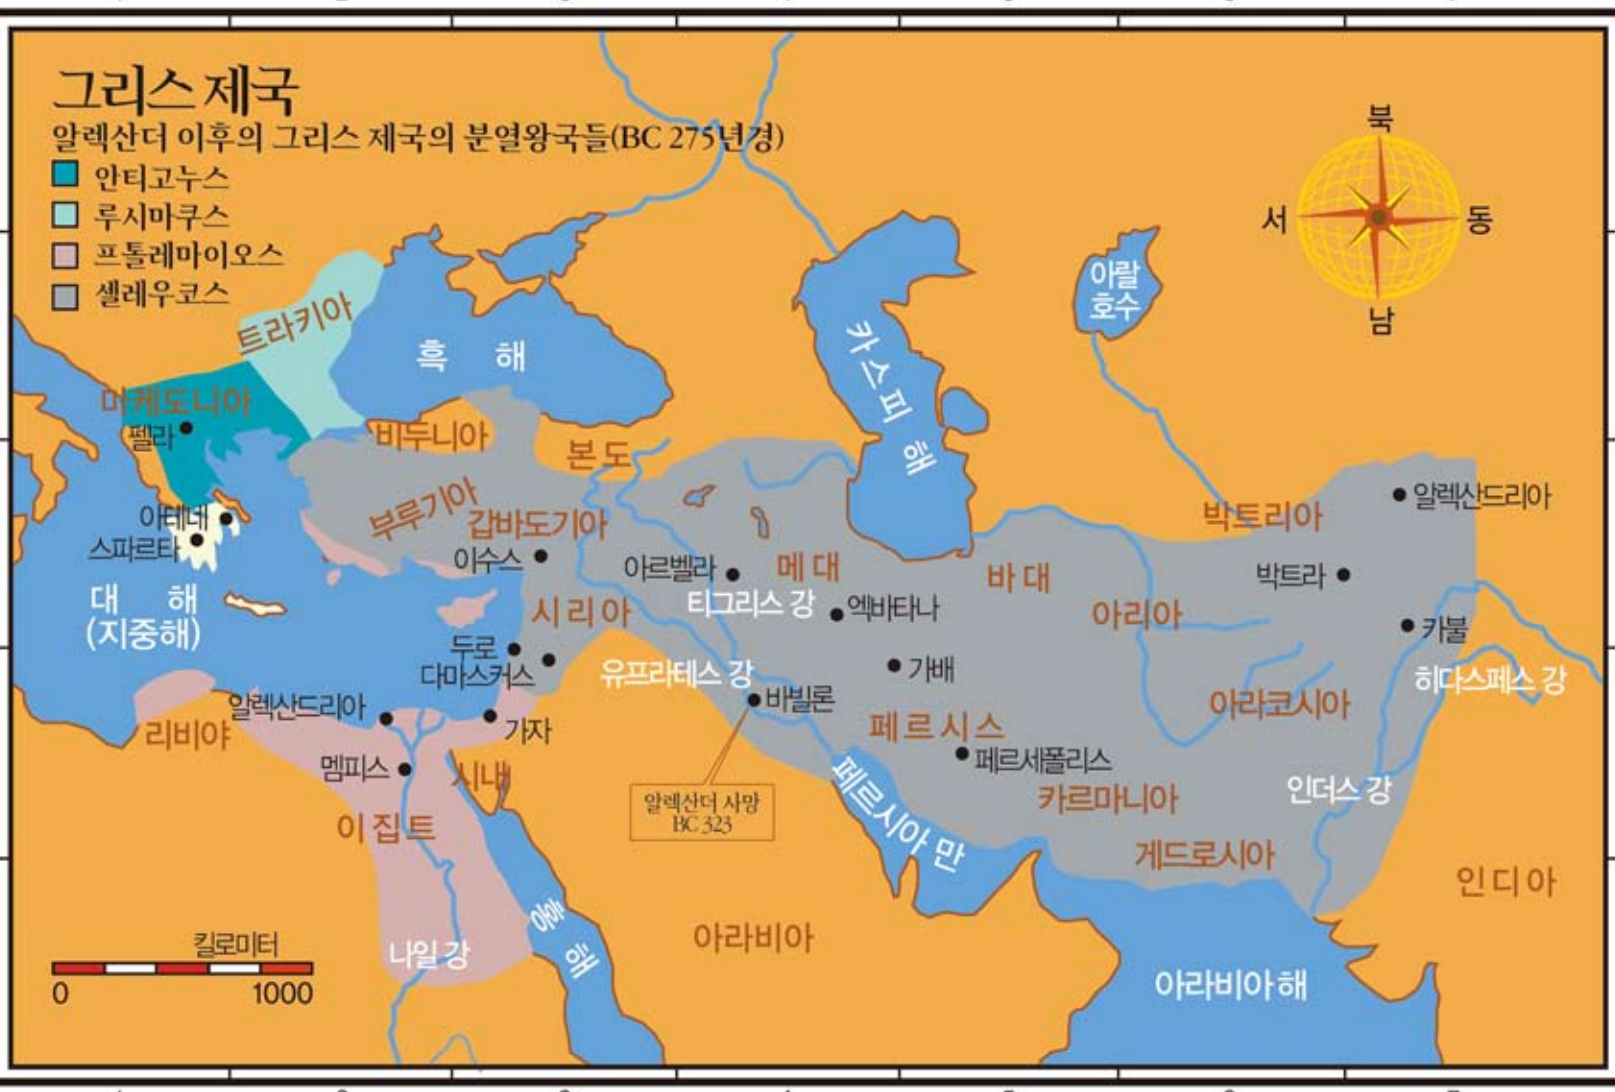 그리스 제국
알렉산더 이후의 그리스 제국의 분열왕국들(BC 275년경)
안티고누스
루시마쿠스
프톨레마이오스
셀레우코스
북
서
동
남
아랄
호수
트라키아
흑 해
카스피 해
마케도니아
펠라
비두니아
본도
부루기아
갑바도기아
박트리아
알렉산드리아
아테네
스파르타
이수스
아르벨라
메대
바대
박트라
대 해
(지중해)
시리아
티그리스 강
엑바타나
아리아
카불
두로
다마스커스
유프라테스 강
가배
히다스페스 강
알렉산드리아
바빌론
아라코시아
리비야
가자
페르시스
멤피스
시내
페르세폴리스
알렉산더 사망
BC 323
페르시아 만
카르마니아
인더스 강
이집트
게드로시아
인디아
나일 강
홍 해
아라비아
아라비아해
킬로미터
0 1000